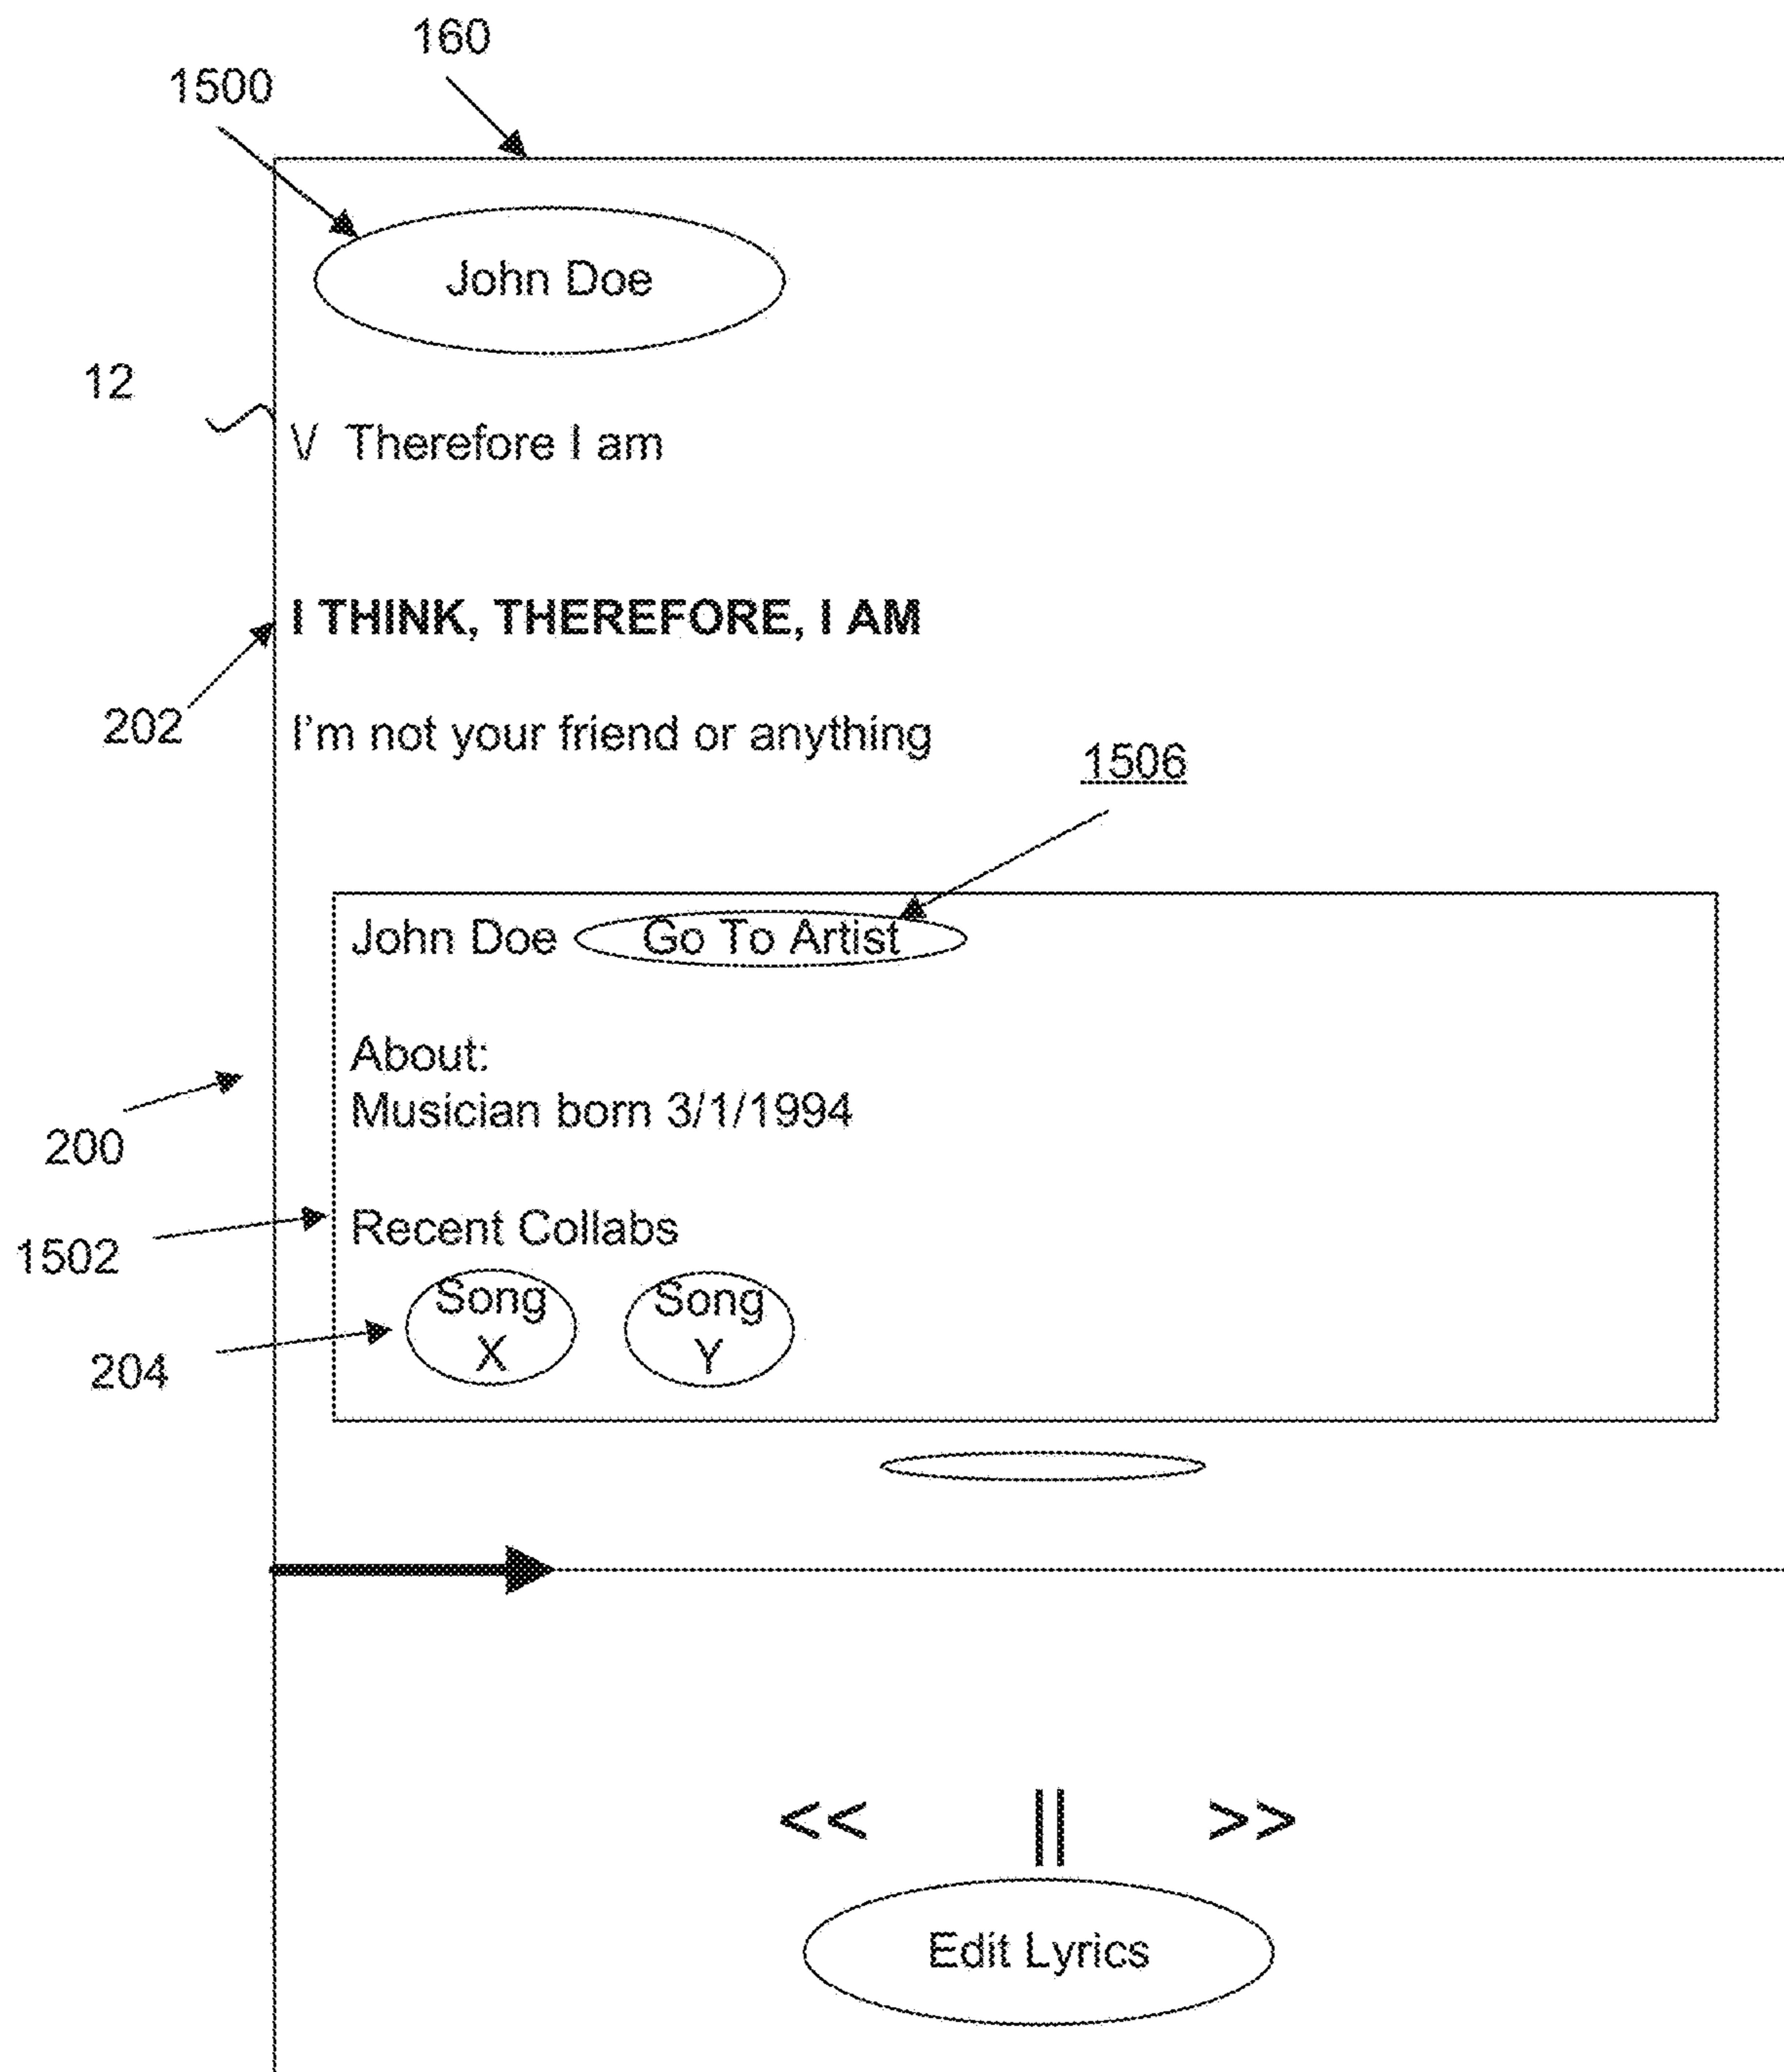 160
1500
John Doe
12
\/ Therefore I am
I THINK, THEREFORE, I AM
202
I'm not your friend or anything
1506
John Doe Go To Artist
About:
Musician born 3/1/1994
200
Recent Collabs
1502
Song X
Song Y
204
<< || >>
Edit Lyrics